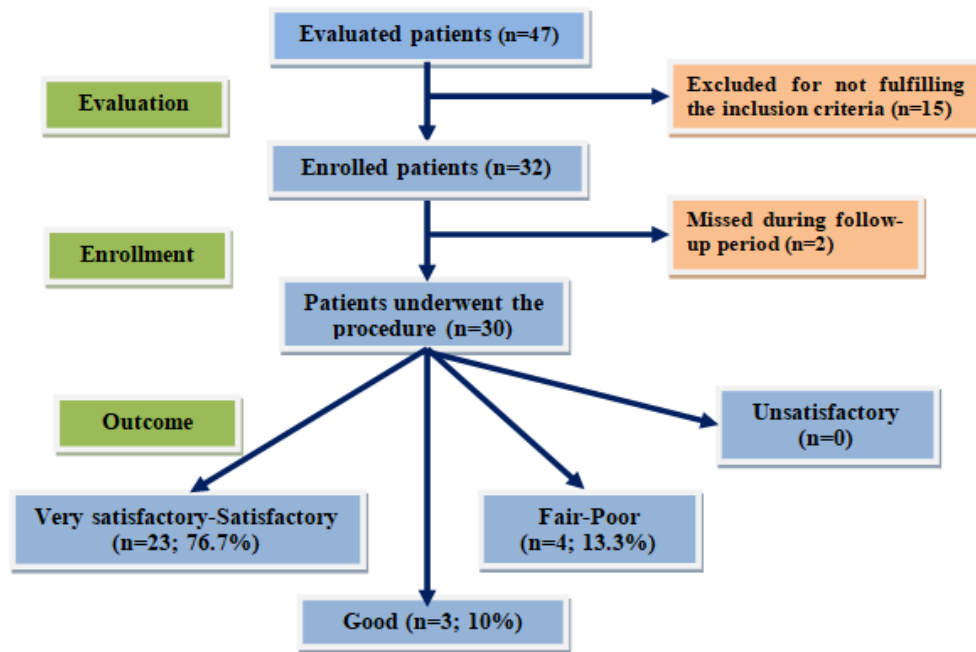 Evaluated patients (n=47)
Evaluation
Excluded for not fulfilling
the inclusion criteria (n=15)
Enrolled patients (n=32)
Enrollment
Missed during follow-
up period (n=2)
Patients underwent the
procedure (n=30)
Outcome
Unsatisfactory
(n=0)
Very satisfactory-Satisfactory
(n=23; 76.7%)
Fair-Poor
(n=4; 13.3%)
Good (n=3; 10%)